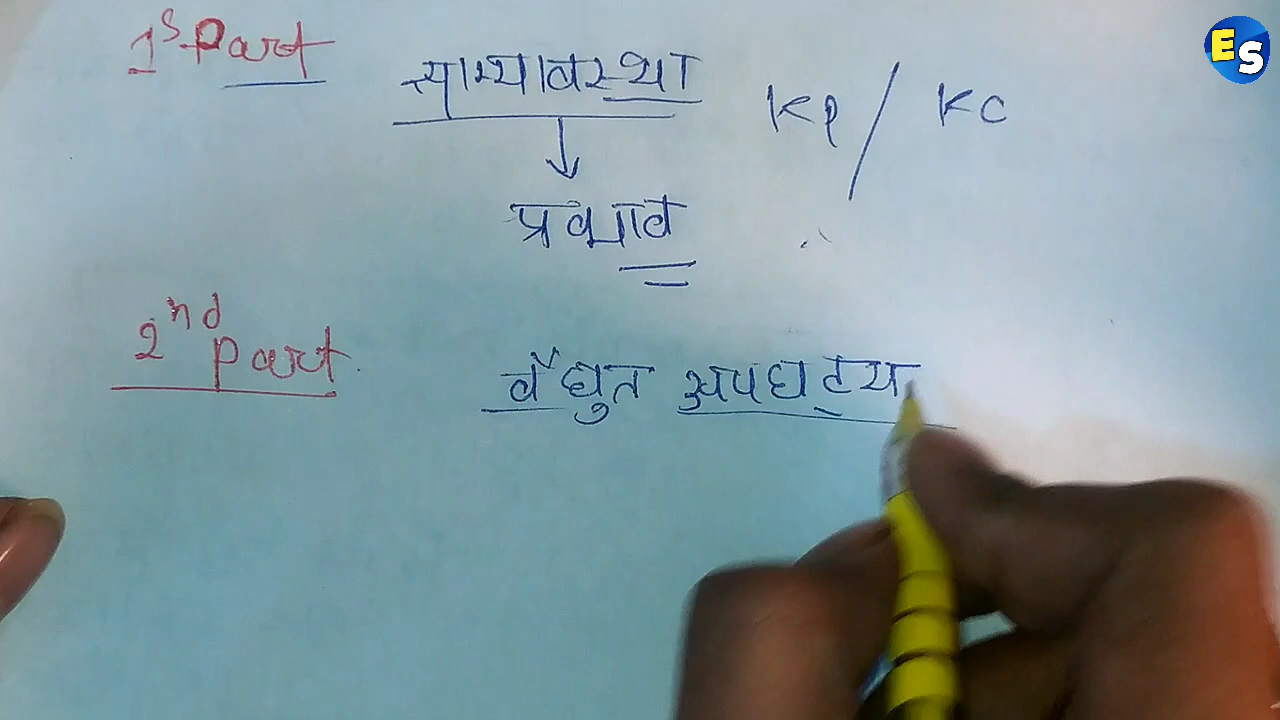 1s Part
साम्यावस्था
Kp / KC
प्रभाव
2nd part
वैद्युत अपघट्य
ES